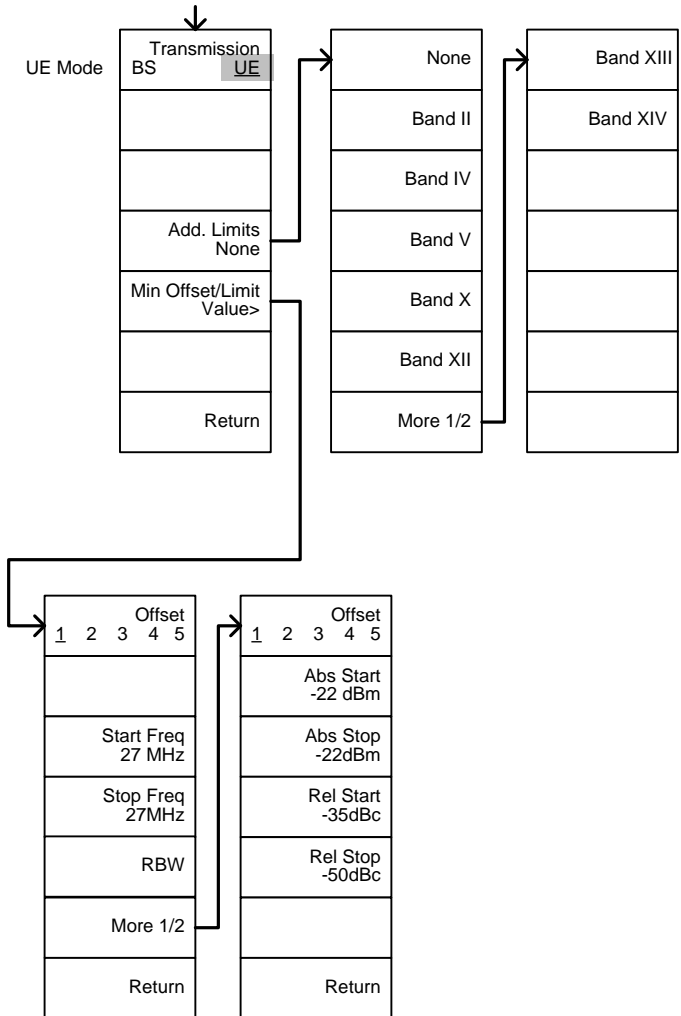 UE Mode
Transmission
BS UE
Add. Limits
None
Min Offset/Limit
Value>
Return
None
Band II
Band IV
Band V
Band X
Band XII
More 1/2
Band XIII
Band XIV
Offset
1 2 3 4 5
Start Freq
27 MHz
Stop Freq
27MHz
RBW
More 1/2
Return
Offset
1 2 3 4 5
Abs Start
-22 dBm
Abs Stop
-22dBm
Rel Start
-35dBc
Rel Stop
-50dBc
Return